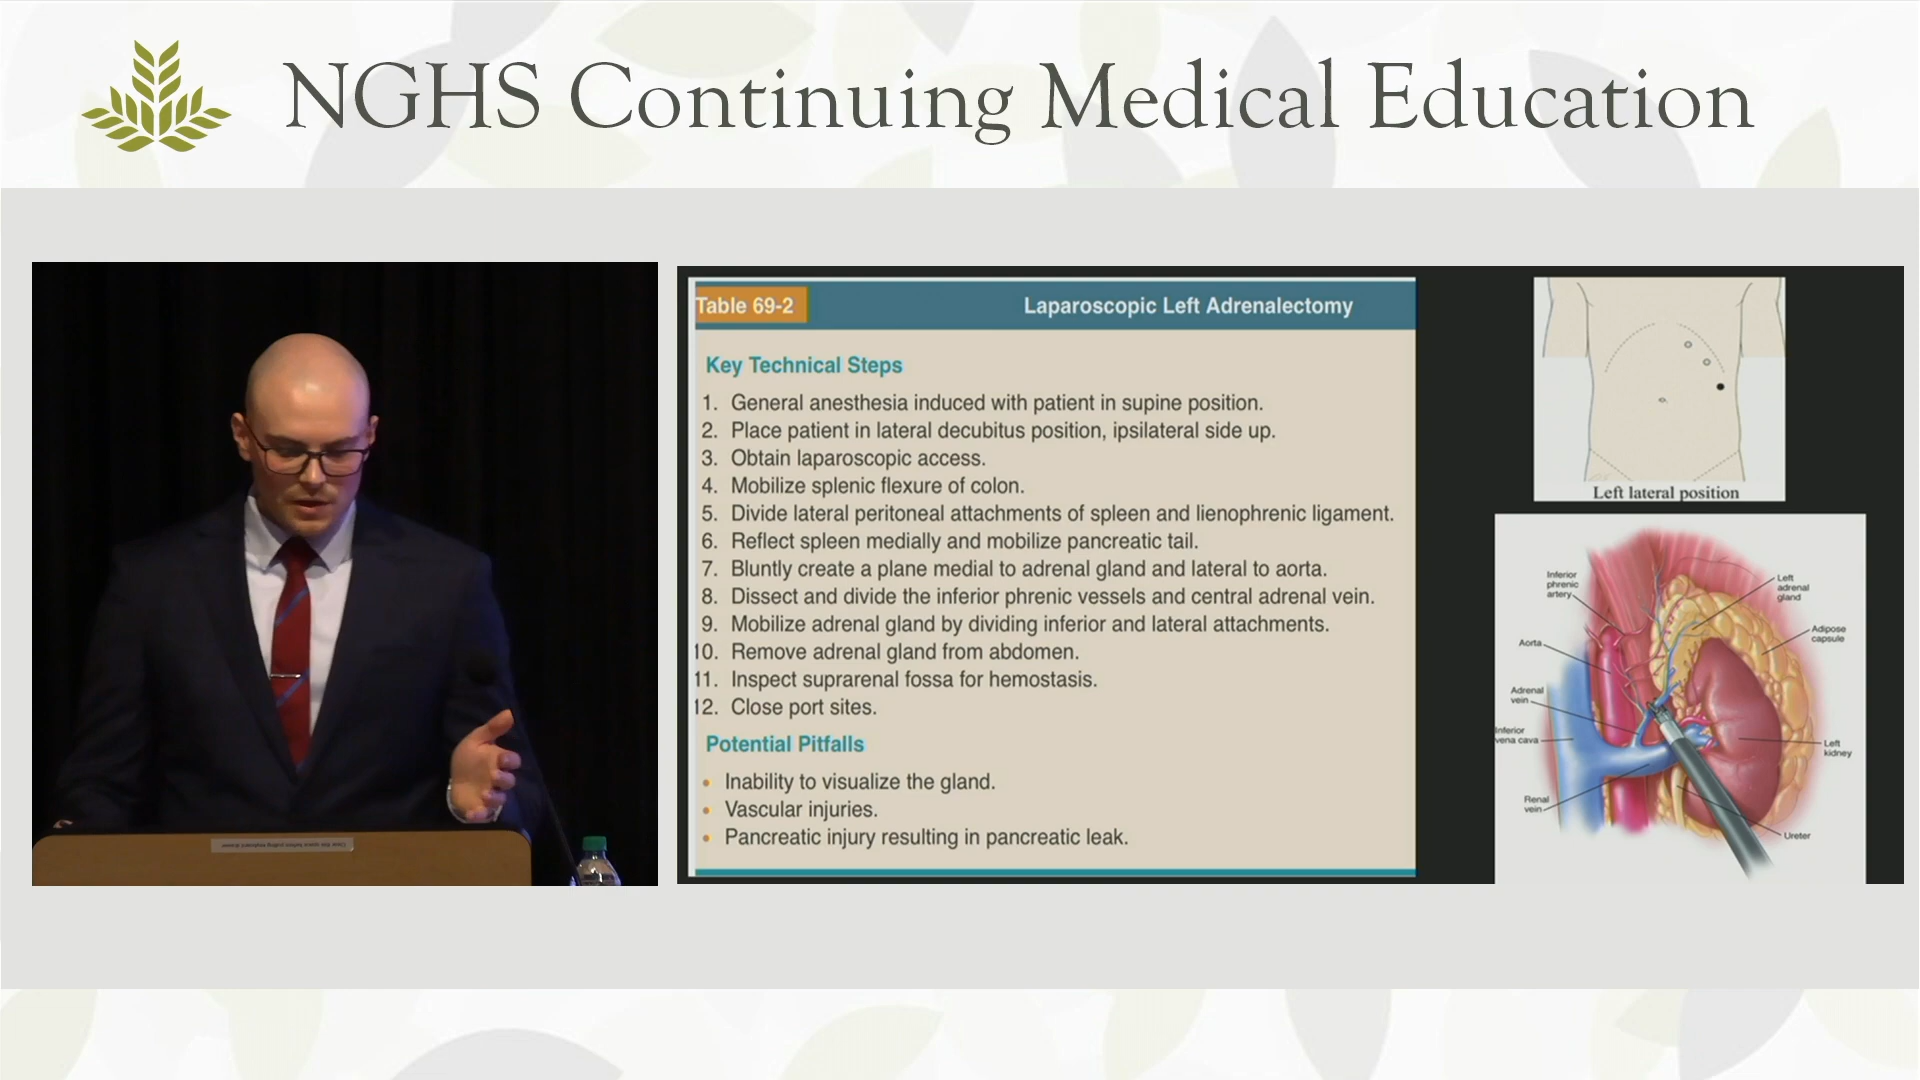 NGHS Continuing Medical Education
Table 69-2
Laparoscopic Left Adrenalectomy
Key Technical Steps
1. General anesthesia induced with patient in supine position.
2. Place patient in lateral decubitus position, ipsilateral side up.
3. Obtain laparoscopic access.
4. Mobilize splenic flexure of colon.
5. Divide lateral peritoneal attachments of spleen and lienophrenic ligament.
6. Reflect spleen medially and mobilize pancreatic tail.
7. Bluntly create a plane medial to adrenal gland and lateral to aorta.
8. Dissect and divide the inferior phrenic vessels and central adrenal vein.
9. Mobilize adrenal gland by dividing inferior and lateral attachments.
10. Remove adrenal gland from abdomen.
11. Inspect suprarenal fossa for hemostasis.
12. Close port sites.
Potential Pitfalls
• Inability to visualize the gland.
• Vascular injuries.
• Pancreatic injury resulting in pancreatic leak.
Left lateral position
Inferior
phrenic
artery
Aorta
Adrenal
vein
Inferior
vena cava
Renal
vein
Left
adrenal
gland
Adipose
capsule
Left
kidney
Ureter